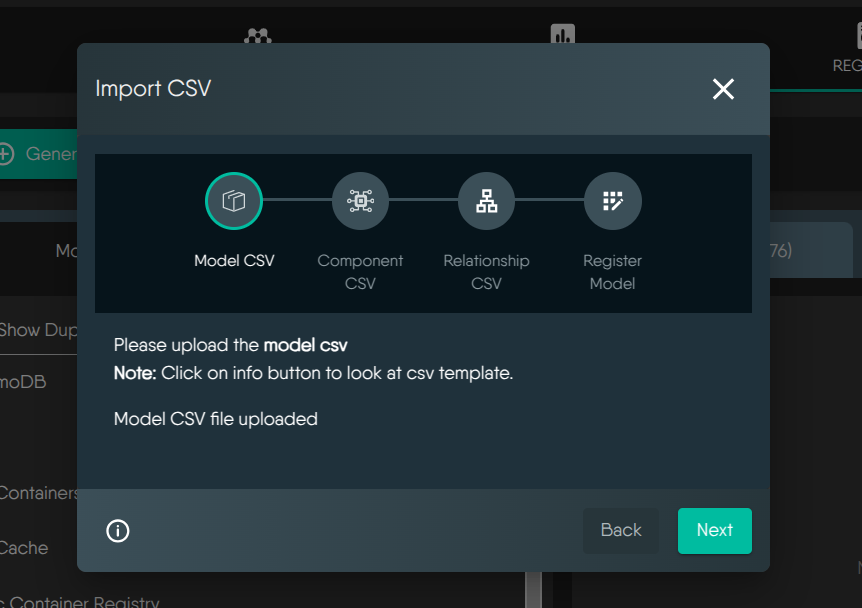 REG
Import CSV
Gener
Mo
76)
Model CSV
Component
CSV
Relationship
CSV
Register
Model
Show Dup
Please upload the model csv
Note: Click on info button to look at csv template.
moDB
Model CSV file uploaded
Containers
Back
Next
Cache
c Container Registry